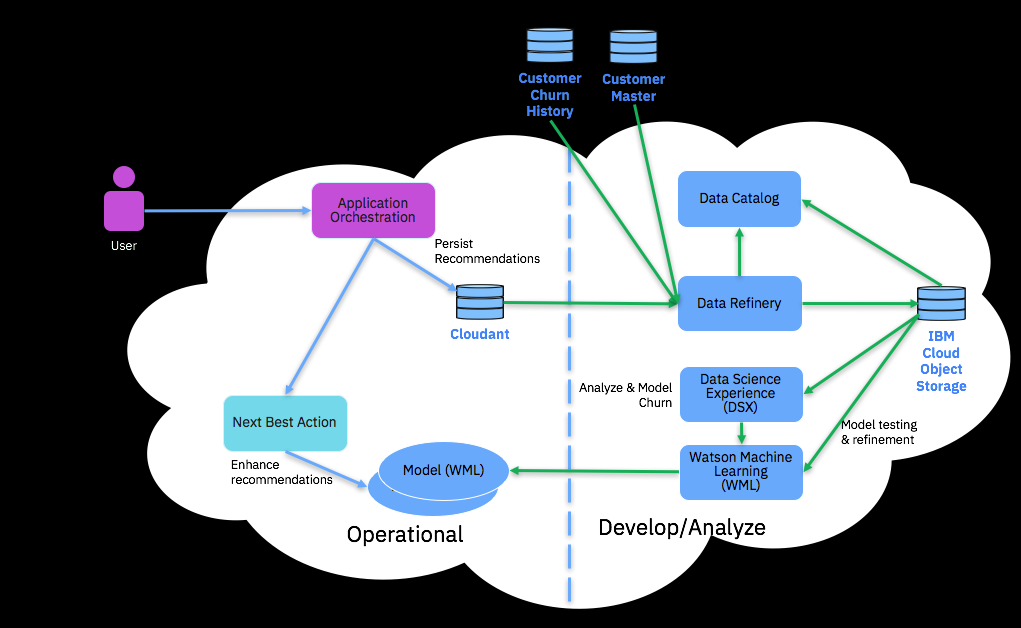 Customer
Churn
History
Customer
Master
User
Application
Orchestration
Persist
Recommendations
Cloudant
Data Catalog
Data Refinery
IBM
Cloud
Object
Storage
Analyze & Model
Churn
Data Science
Experience
(DSX)
Model testing
& refinement
Next Best Action
Enhance
recommendations
Model (WML)
Watson Machine
Learning
(WML)
Operational
Develop/Analyze